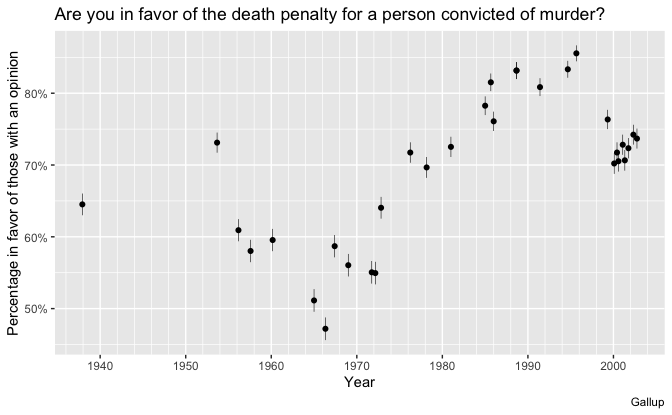 Are you in favor of the death penalty for a person convicted of murder?
Percentage in favor of those with an opinion
80%
70%
60%
50%
1940 1950 1960 1970 1980 1990 2000
Year
Gallup